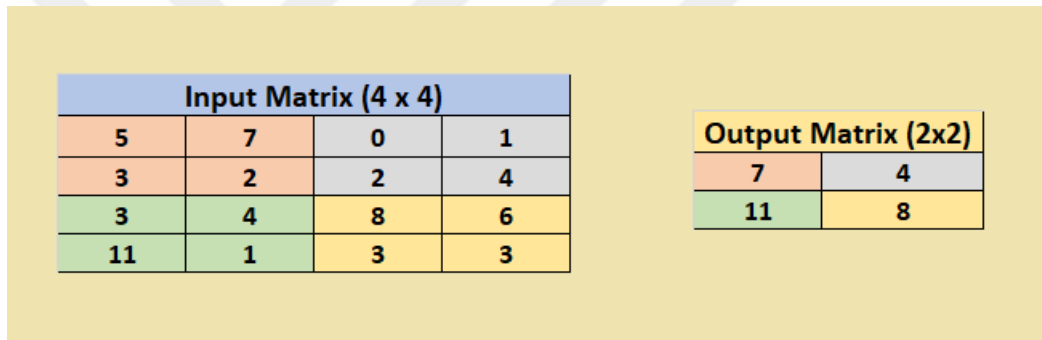 Input Matrix (4 x 4)
5 7 0 1
3 2 2 4
3 4 8 6
11 1 3 3
Output Matrix (2x2)
7 4
11 8